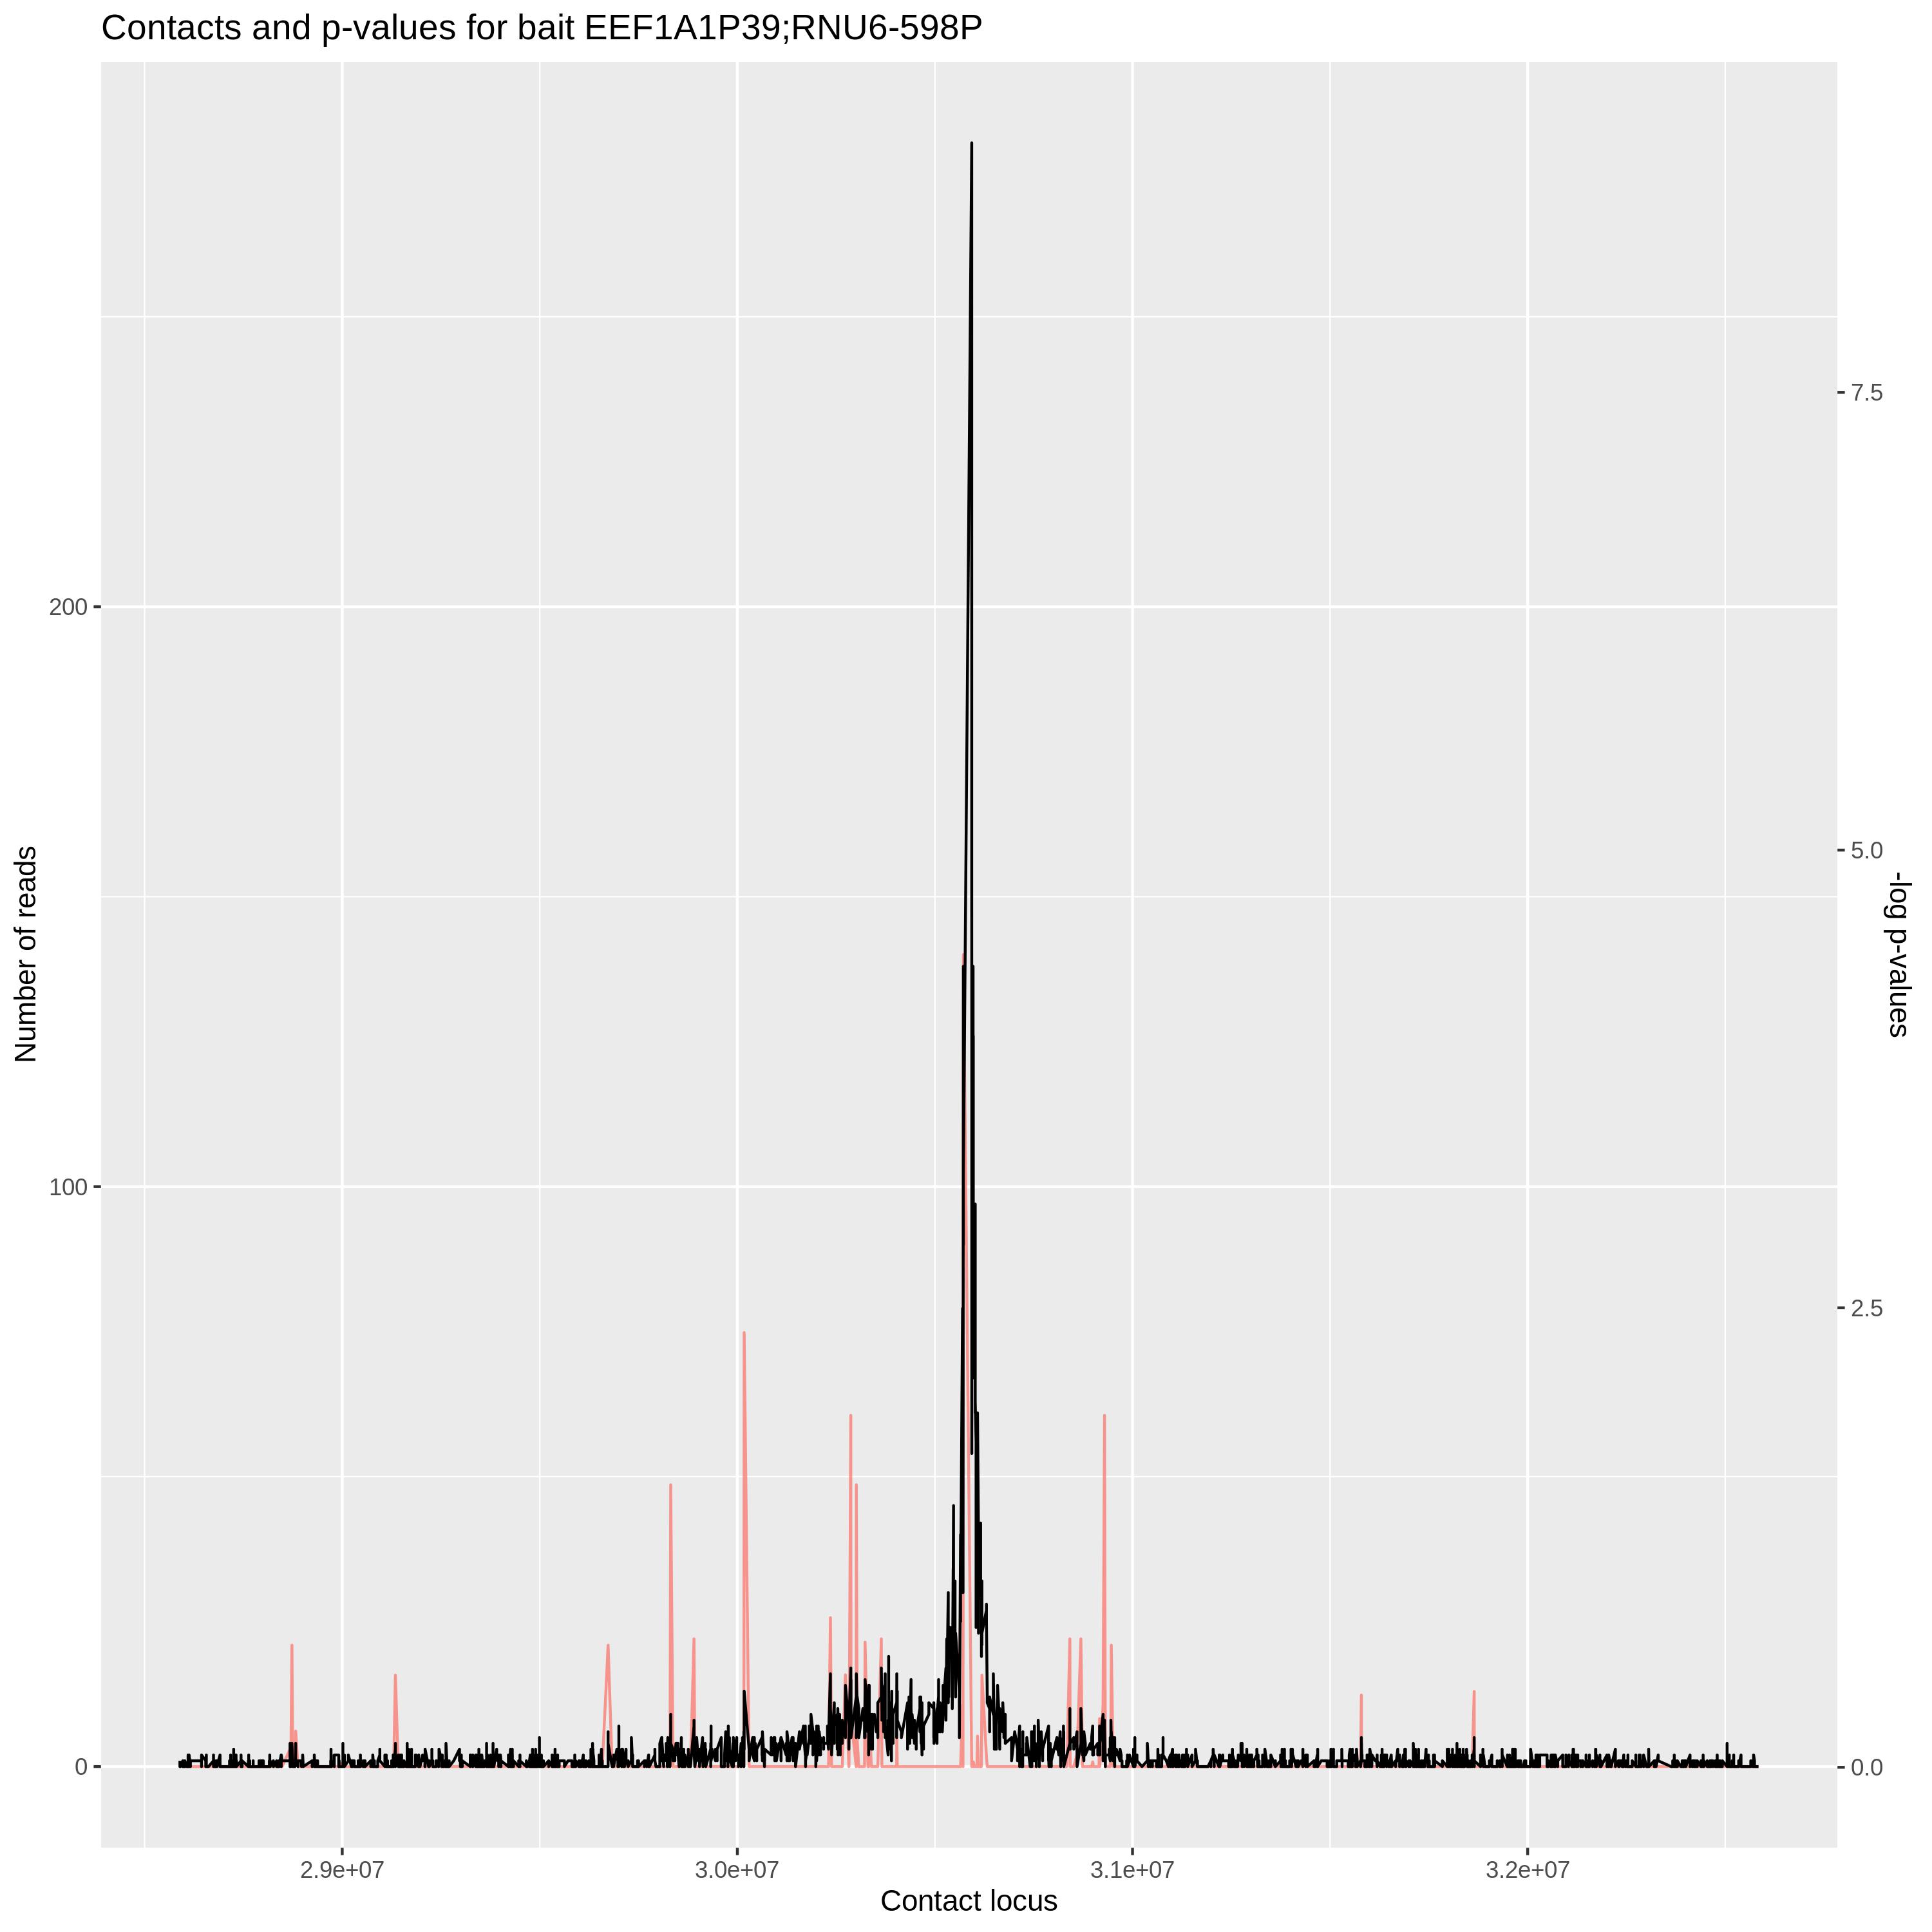 Contacts and p-values for bait EEF1A1P39;RNU6-598P
Number of reads
200
100
0
7.5
5.0
2.5
0.0
-log p-values
2.9e+07
3.0e+07
3.1e+07
3.2e+07
Contact locus